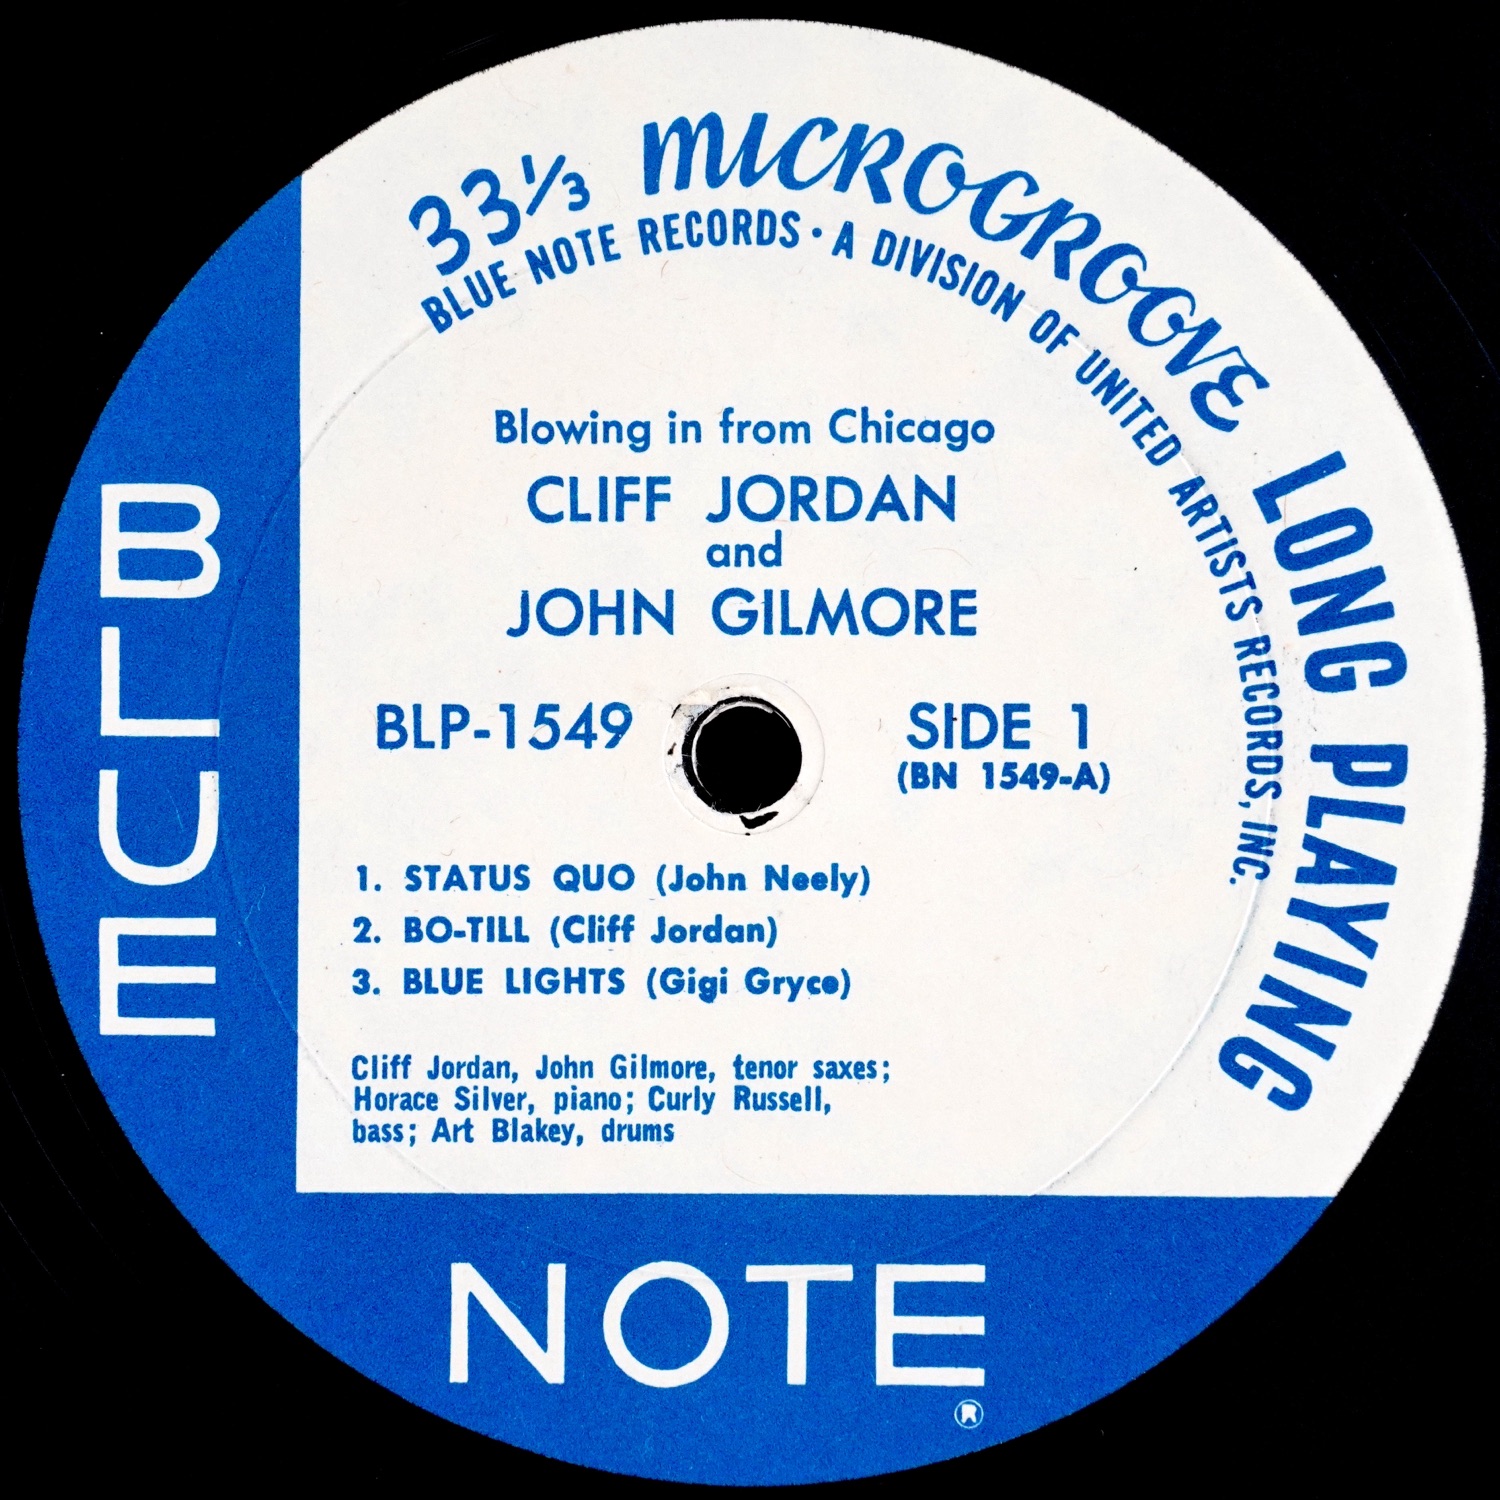 33⅓ MICROGROOVE LONG PLAYING
BLUE NOTE RECORDS · A DIVISION OF UNITED ARTISTS RECORDS, INC.
Blowing in from Chicago
CLIFF JORDAN
and
JOHN GILMORE
BLP-1549
SIDE 1
(BN 1549-A)
1. STATUS QUO (John Neely)
2. BO-TILL (Cliff Jordan)
3. BLUE LIGHTS (Gigi Gryce)
Cliff Jordan, John Gilmore, tenor saxes;
Horace Silver, piano; Curly Russell,
bass; Art Blakey, drums
BLUE
NOTE
®